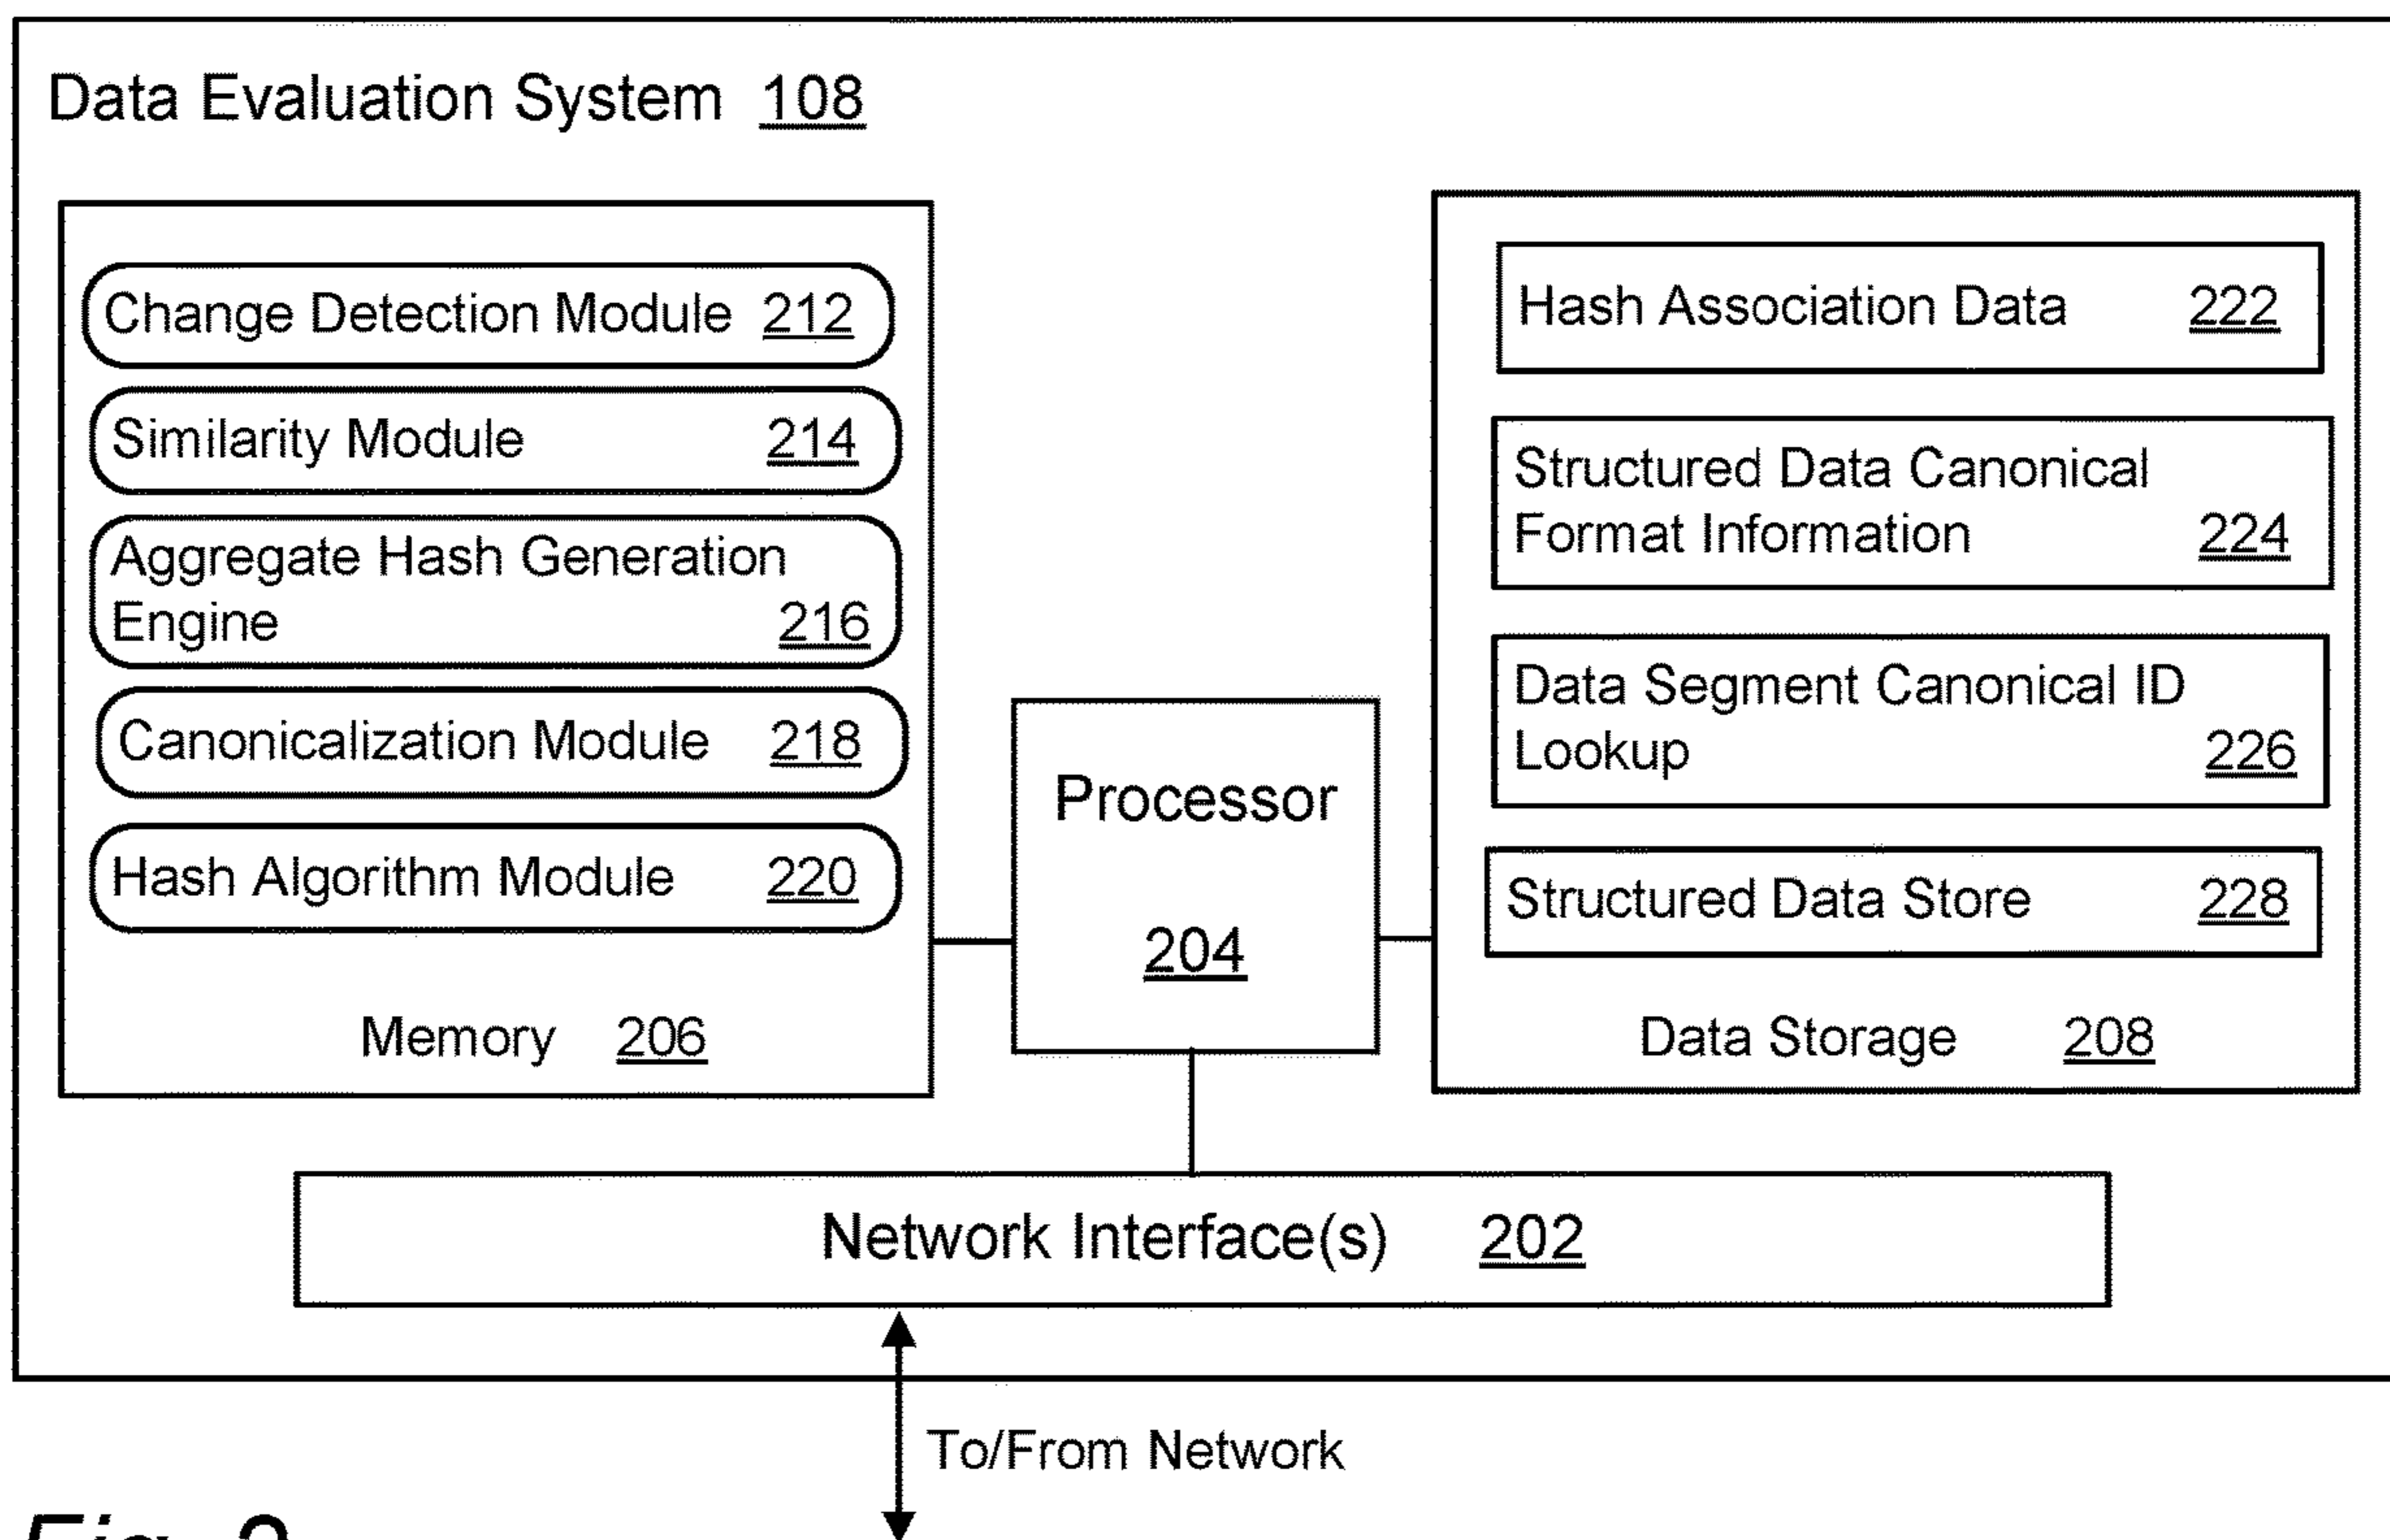 Data Evaluation System 108
Change Detection Module 212
Similarity Module 214
Aggregate Hash Generation
Engine 216
Canonicalization Module 218
Hash Algorithm Module 220
Memory 206
Processor
204
Hash Association Data 222
Structured Data Canonical
Format Information 224
Data Segment Canonical ID
Lookup 226
Structured Data Store 228
Data Storage 208
Network Interface(s) 202
To/From Network
Fig. 2